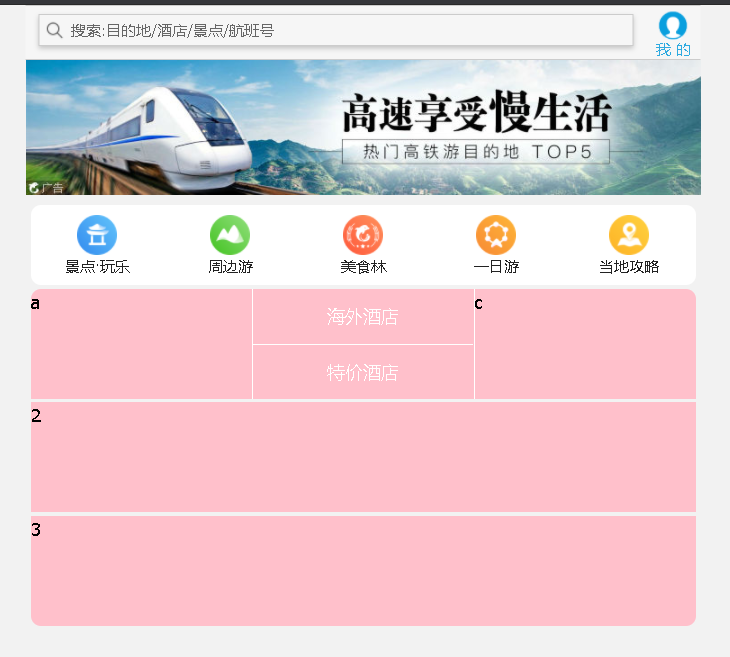 搜索:目的地/酒店/景点/航班号
我的
高速享受慢生活
热门高铁游目的地 TOP5
广告
景点·玩乐
周边游
美食林
一日游
当地攻略
a
海外酒店
c
特价酒店
2
3